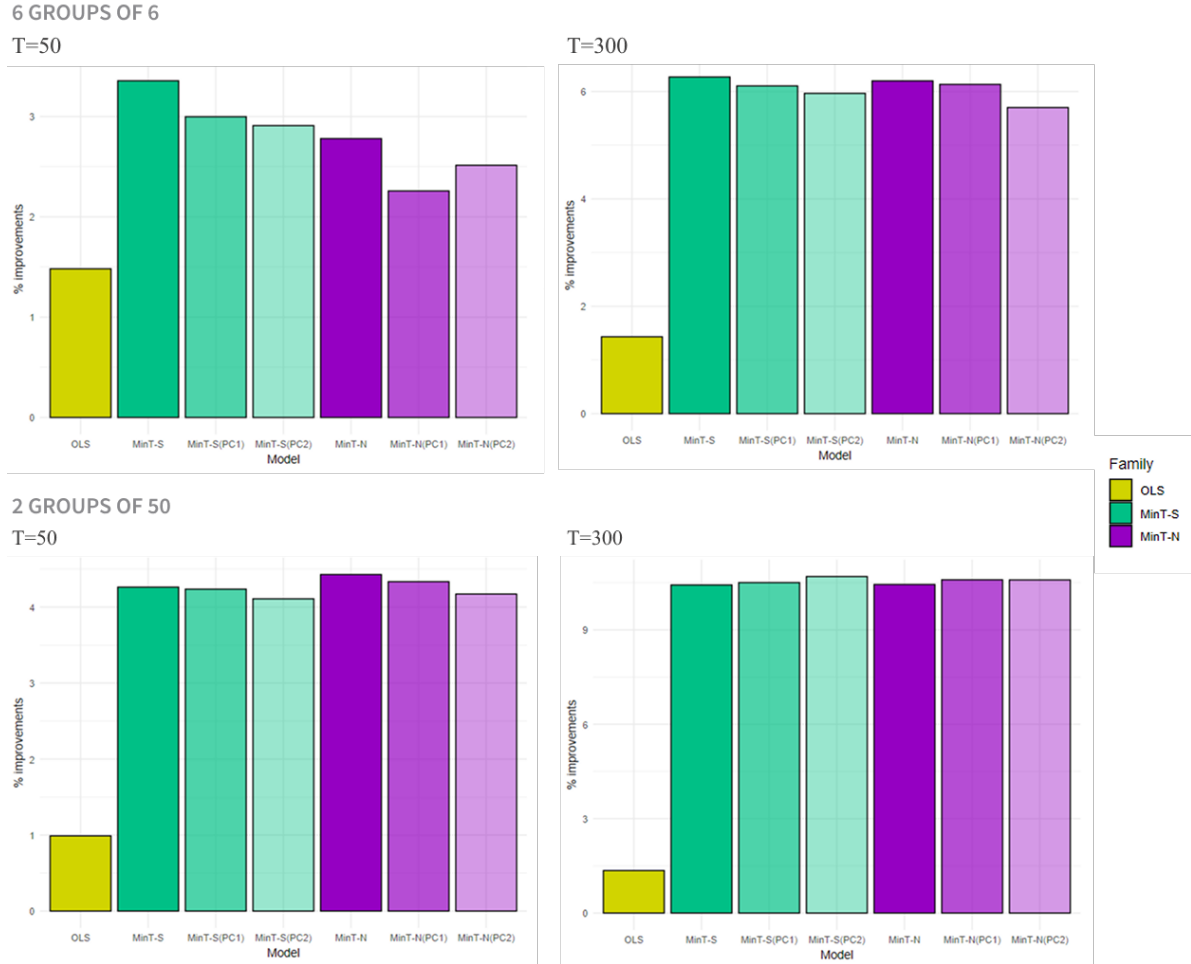 6 GROUPS OF 6
T=50
% improvements
3
2
1
0
OLS MinT-S MinT-S(PC1) MinT-S(PC2) MinT-N MinT-N(PC1) MinT-N(PC2)
Model
T=300
% improvements
6
4
2
0
OLS MinT-S MinT-S(PC1) MinT-S(PC2) MinT-N MinT-N(PC1) MinT-N(PC2)
Model
Family
OLS
MinT-S
MinT-N
2 GROUPS OF 50
T=50
% improvements
4
3
2
1
0
OLS MinT-S MinT-S(PC1) MinT-S(PC2) MinT-N MinT-N(PC1) MinT-N(PC2)
Model
T=300
% improvements
9
6
3
0
OLS MinT-S MinT-S(PC1) MinT-S(PC2) MinT-N MinT-N(PC1) MinT-N(PC2)
Model